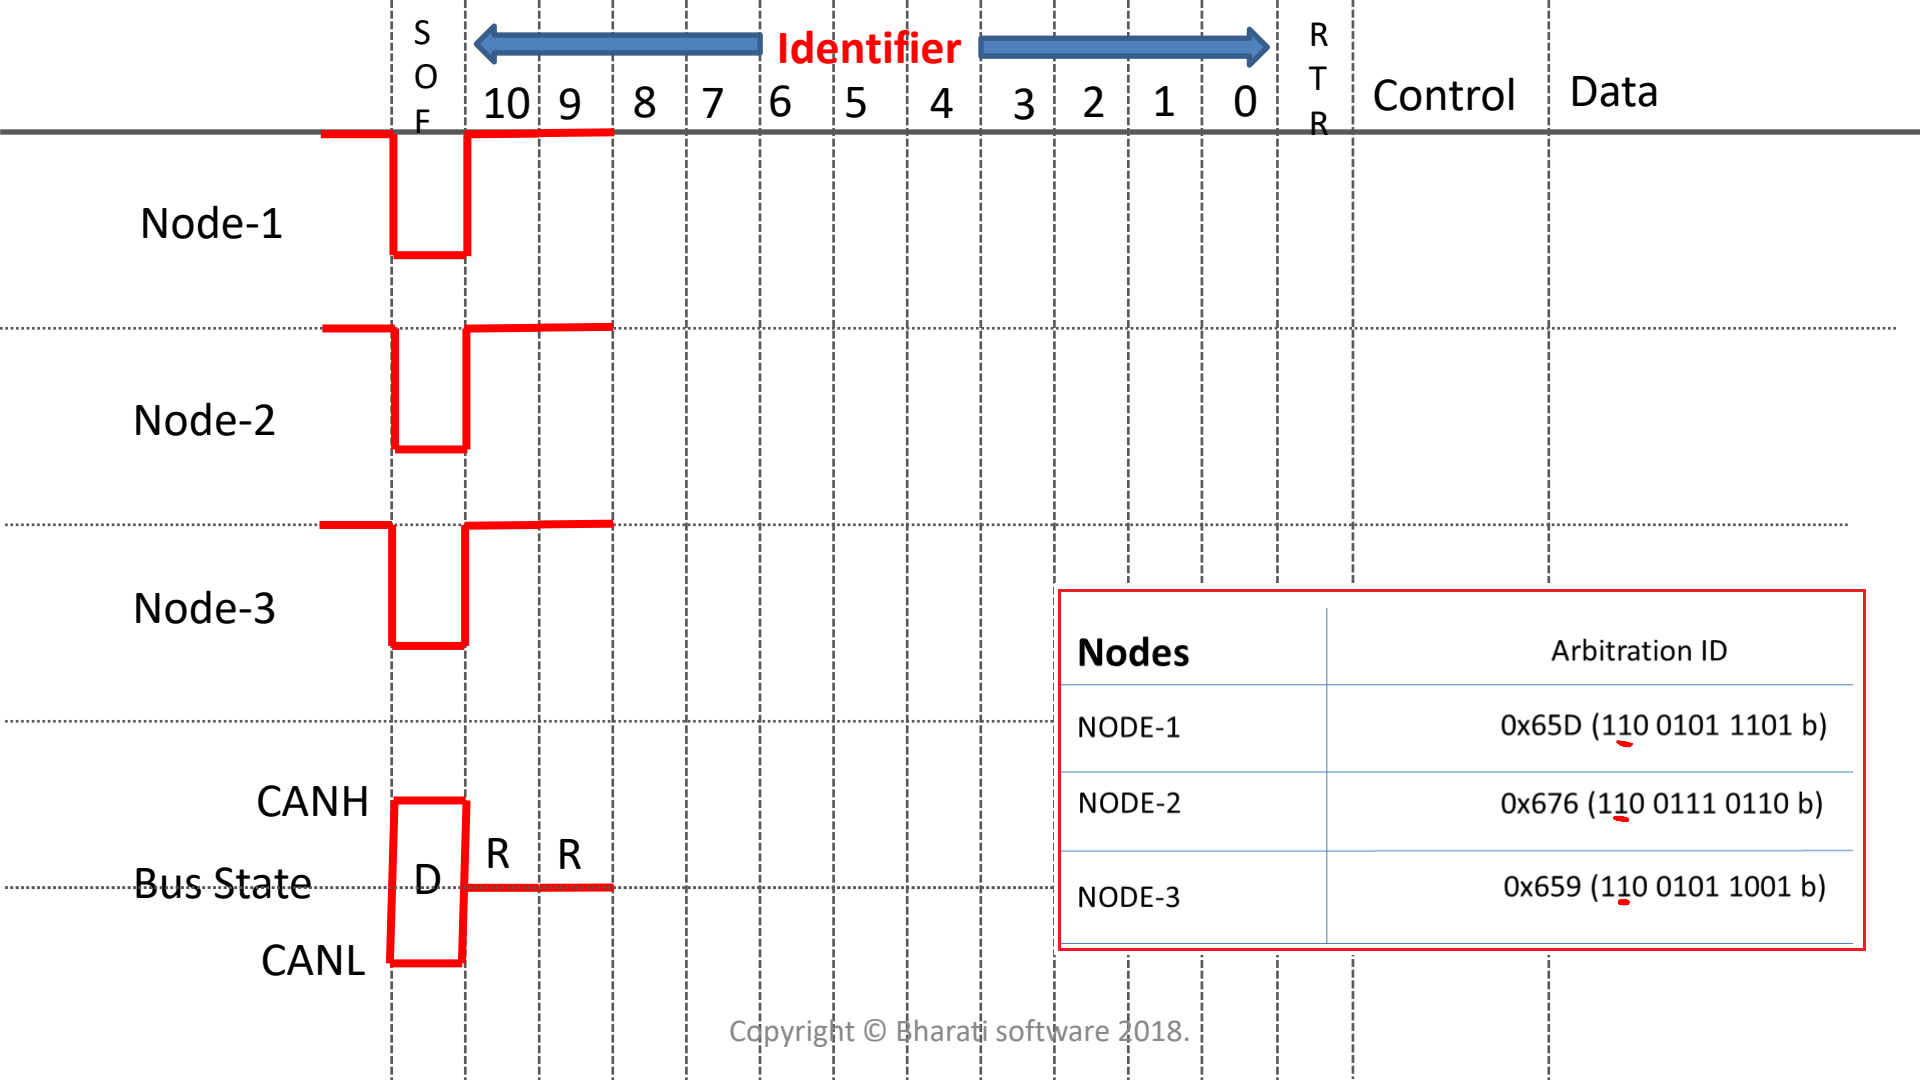 S
O
F
Identifier
R
T
R
10 9 8 7 6 5 4 3 2 1 0
Control
Data
Node-1
Node-2
Node-3
Nodes
Arbitration ID
NODE-1
0x65D (110 0101 1101 b)
NODE-2
0x676 (110 0111 0110 b)
NODE-3
0x659 (110 0101 1001 b)
CANH
R R
Bus State
D
CANL
Copyright © Bharati software 2018.